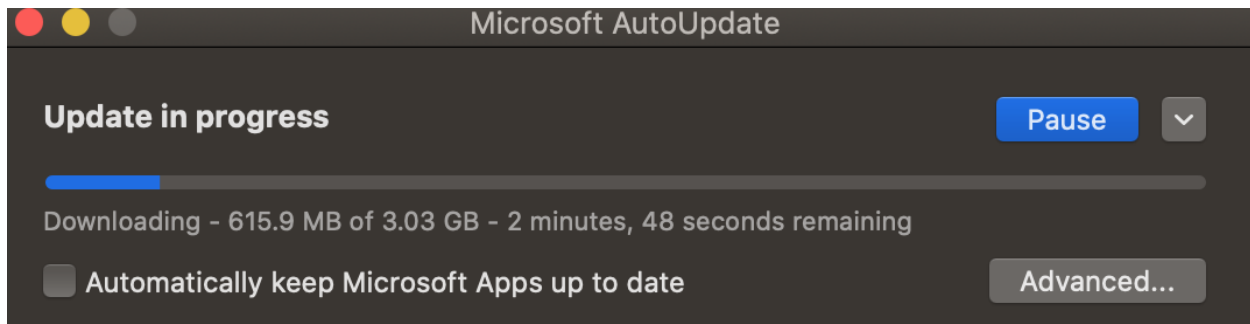 Microsoft AutoUpdate
Update in progress
Pause
Downloading - 615.9 MB of 3.03 GB - 2 minutes, 48 seconds remaining
Automatically keep Microsoft Apps up to date
Advanced...